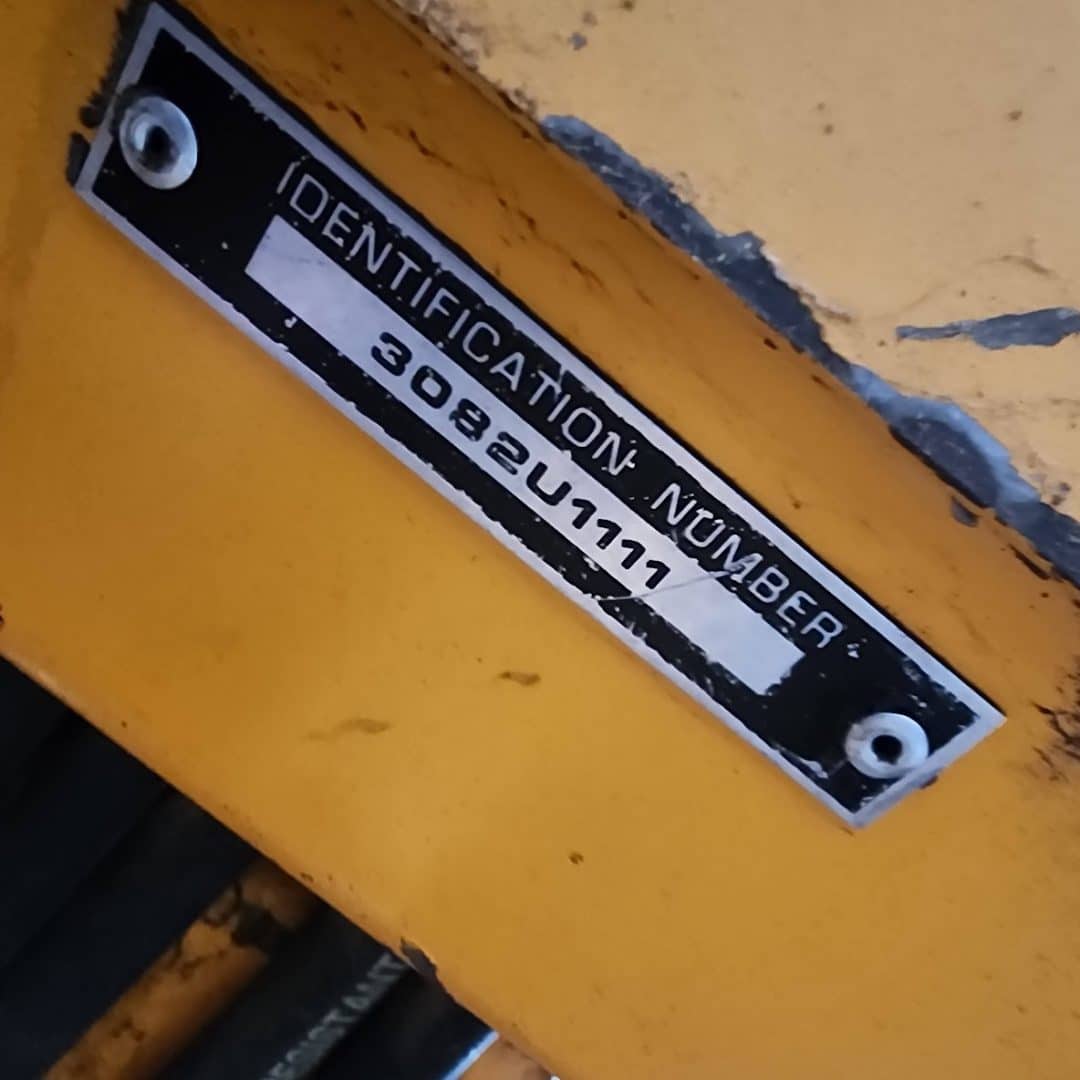 IDENTIFICATION NUMBER
3082U1111